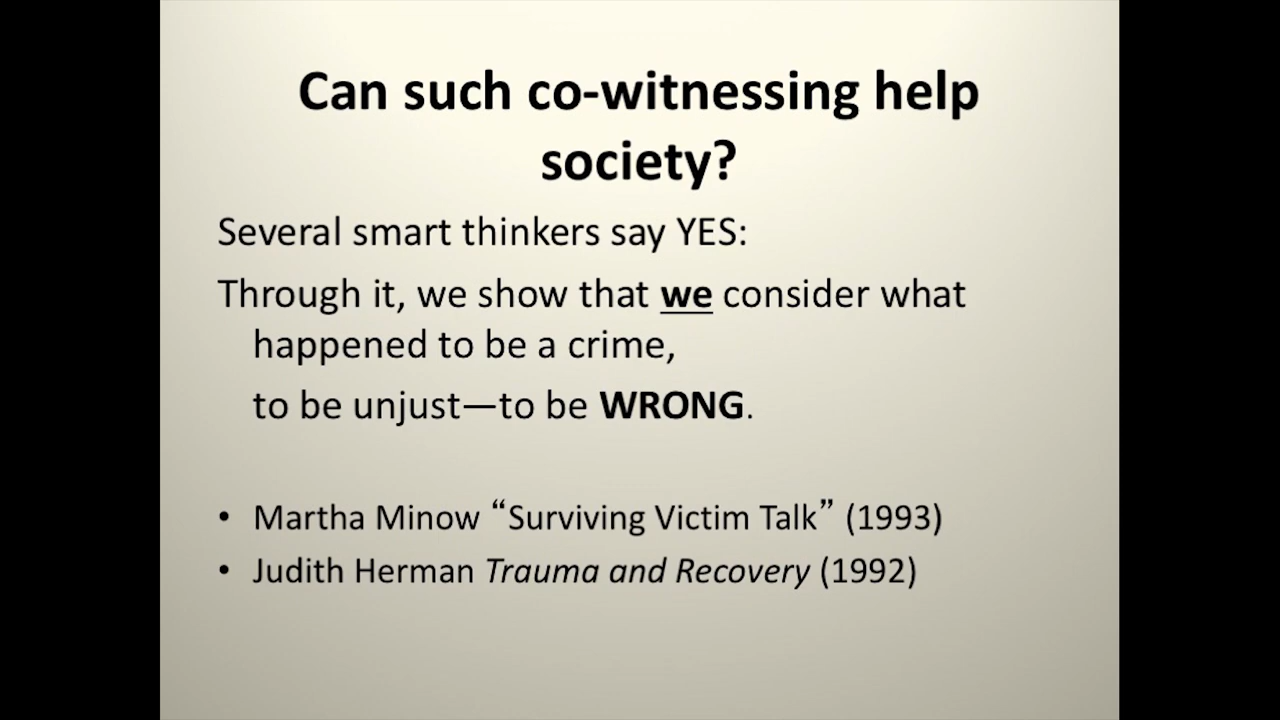 Can such co-witnessing help
society?
Several smart thinkers say YES:
Through it, we show that we consider what
happened to be a crime,
to be unjust—to be WRONG.
• Martha Minow “Surviving Victim Talk” (1993)
• Judith Herman Trauma and Recovery (1992)